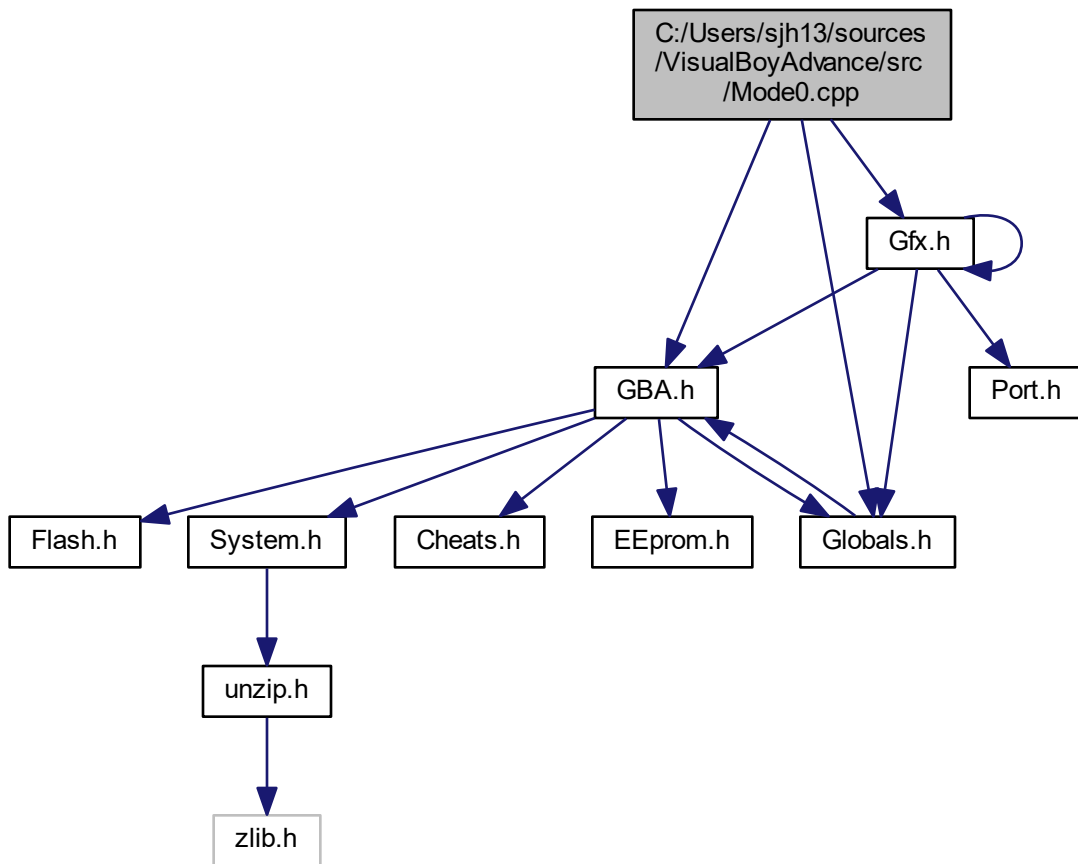 C:/Users/sjh13/sources
/VisualBoyAdvance/src
/Mode0.cpp
Gfx.h
GBA.h
Port.h
Flash.h
System.h
Cheats.h
EEprom.h
Globals.h
unzip.h
zlib.h